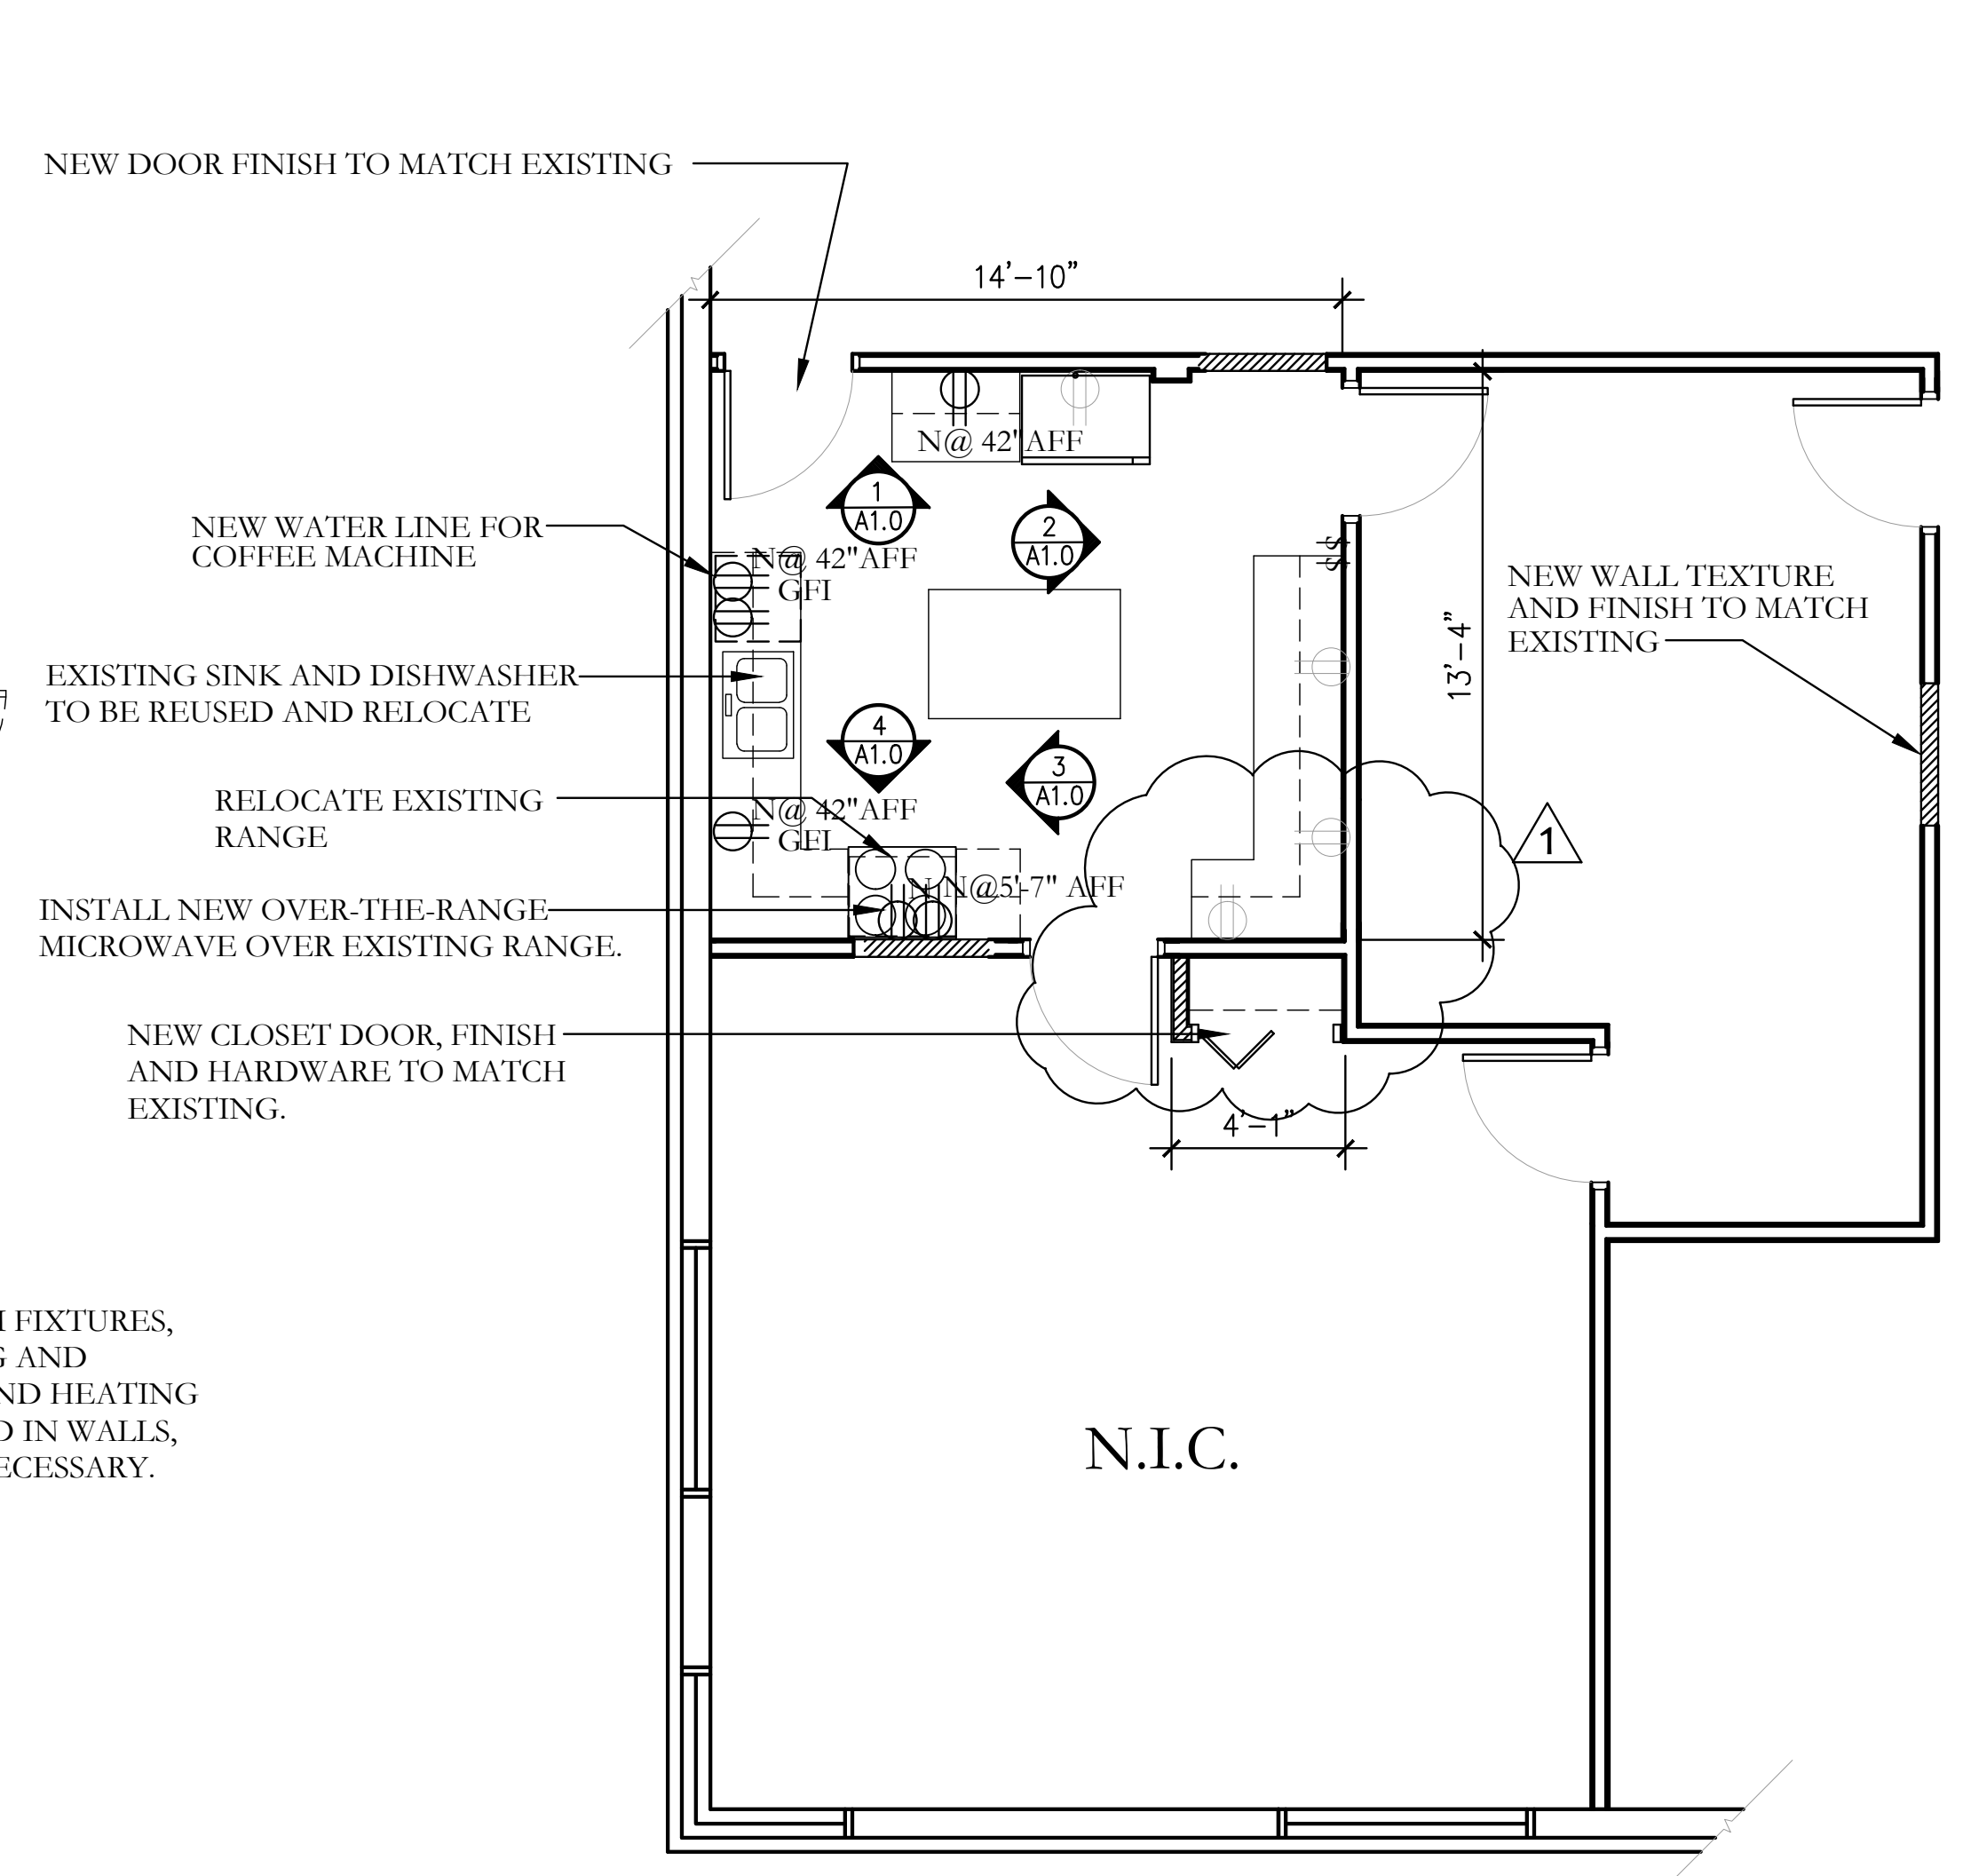 NEW DOOR FINISH TO MATCH EXISTING
14'-10"
N@ 42"AFF
1
A1.0
2
A1.0
NEW WATER LINE FOR
COFFEE MACHINE
N@ 42"AFF
GFI
S
S
NEW WALL TEXTURE
AND FINISH TO MATCH
EXISTING
13'-4"
EXISTING SINK AND DISHWASHER
TO BE REUSED AND RELOCATE
4
A1.0
3
A1.0
RELOCATE EXISTING
RANGE
N@ 42"AFF
GFI
1
N
N@5'-7" AFF
INSTALL NEW OVER-THE-RANGE
MICROWAVE OVER EXISTING RANGE.
NEW CLOSET DOOR, FINISH
AND HARDWARE TO MATCH
EXISTING.
4'-1"
FIXTURES,
AND
HEATING
IN WALLS,
N.I.C.